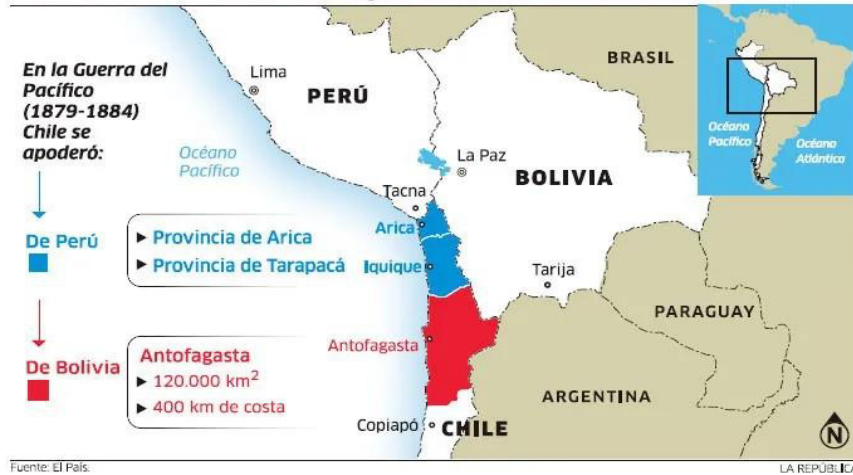 En la Guerra del
Pacífico
(1879-1884)
Chile se
apoderó:
De Perú
▶ Provincia de Arica
▶ Provincia de Tarapacá
De Bolivia
Antofagasta
▶ 120.000 km²
▶ 400 km de costa
Lima
PERÚ
BRASIL
Océano
Pacífico
La Paz
BOLIVIA
Tacna
Arica
Iquique
Tarija
PARAGUAY
Antofagasta
ARGENTINA
Copiapó
CHILE
N
Océano
Pacífico
Océano
Atlántico
Fuente: El País.
LA REPÚBLICA